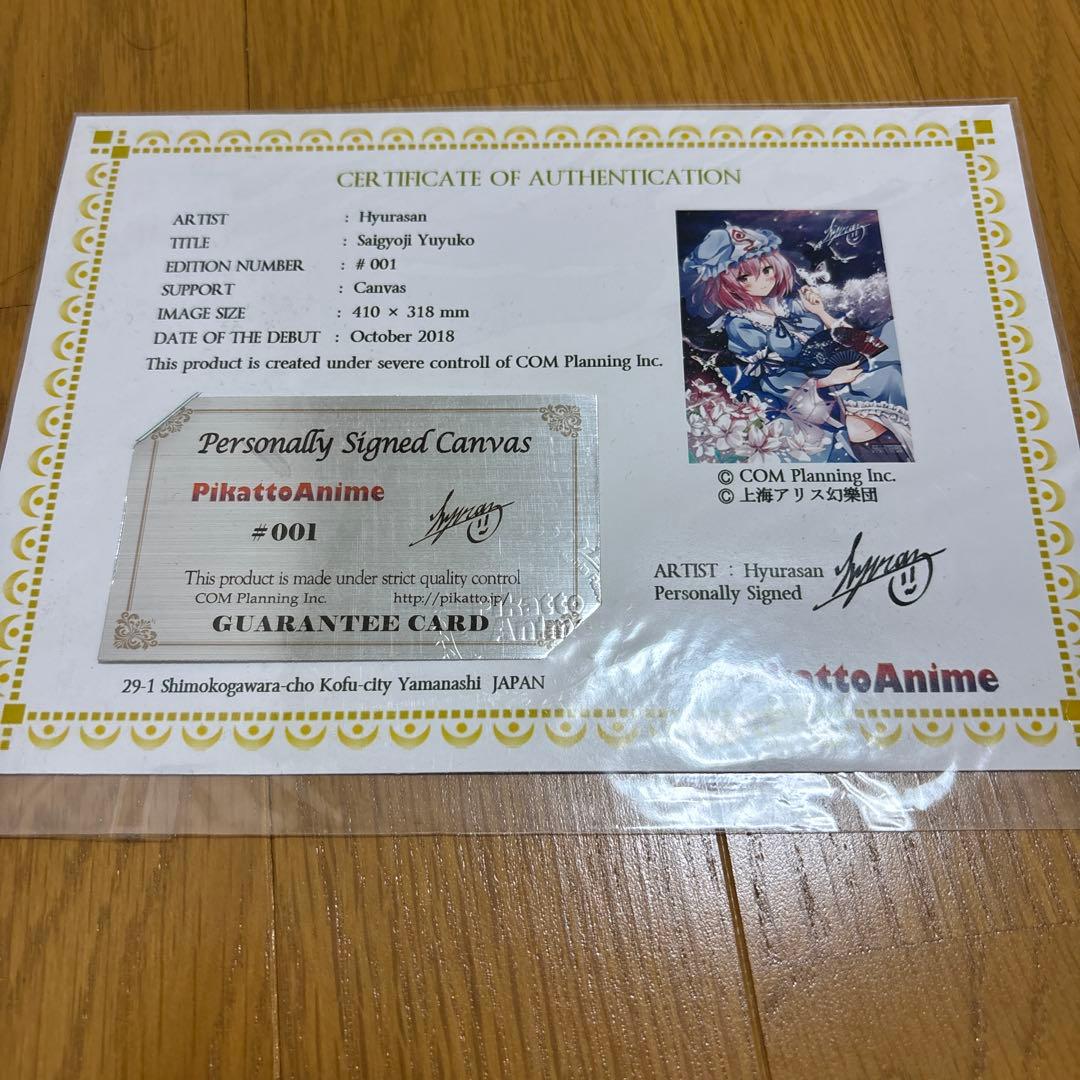 CERTIFICATE OF AUTHENTICATION
ARTIST : Hyurasan
TITLE : Saigyoji Yuyuko
EDITION NUMBER : # 001
SUPPORT : Canvas
IMAGE SIZE : 410 × 318 mm
DATE OF THE DEBUT : October 2018
This product is created under severe controll of COM Planning Inc.
Personally Signed Canvas
PikattoAnime
#001
This product is made under strict quality control
COM Planning Inc. http://pikatto.jp/
GUARANTEE CARD
Pikatto
Anime
29-1 Shimokogawara-cho Kofu-city Yamanashi JAPAN
© COM Planning Inc.
© 上海アリス幻樂団
ARTIST : Hyurasan
Personally Signed
PikattoAnime